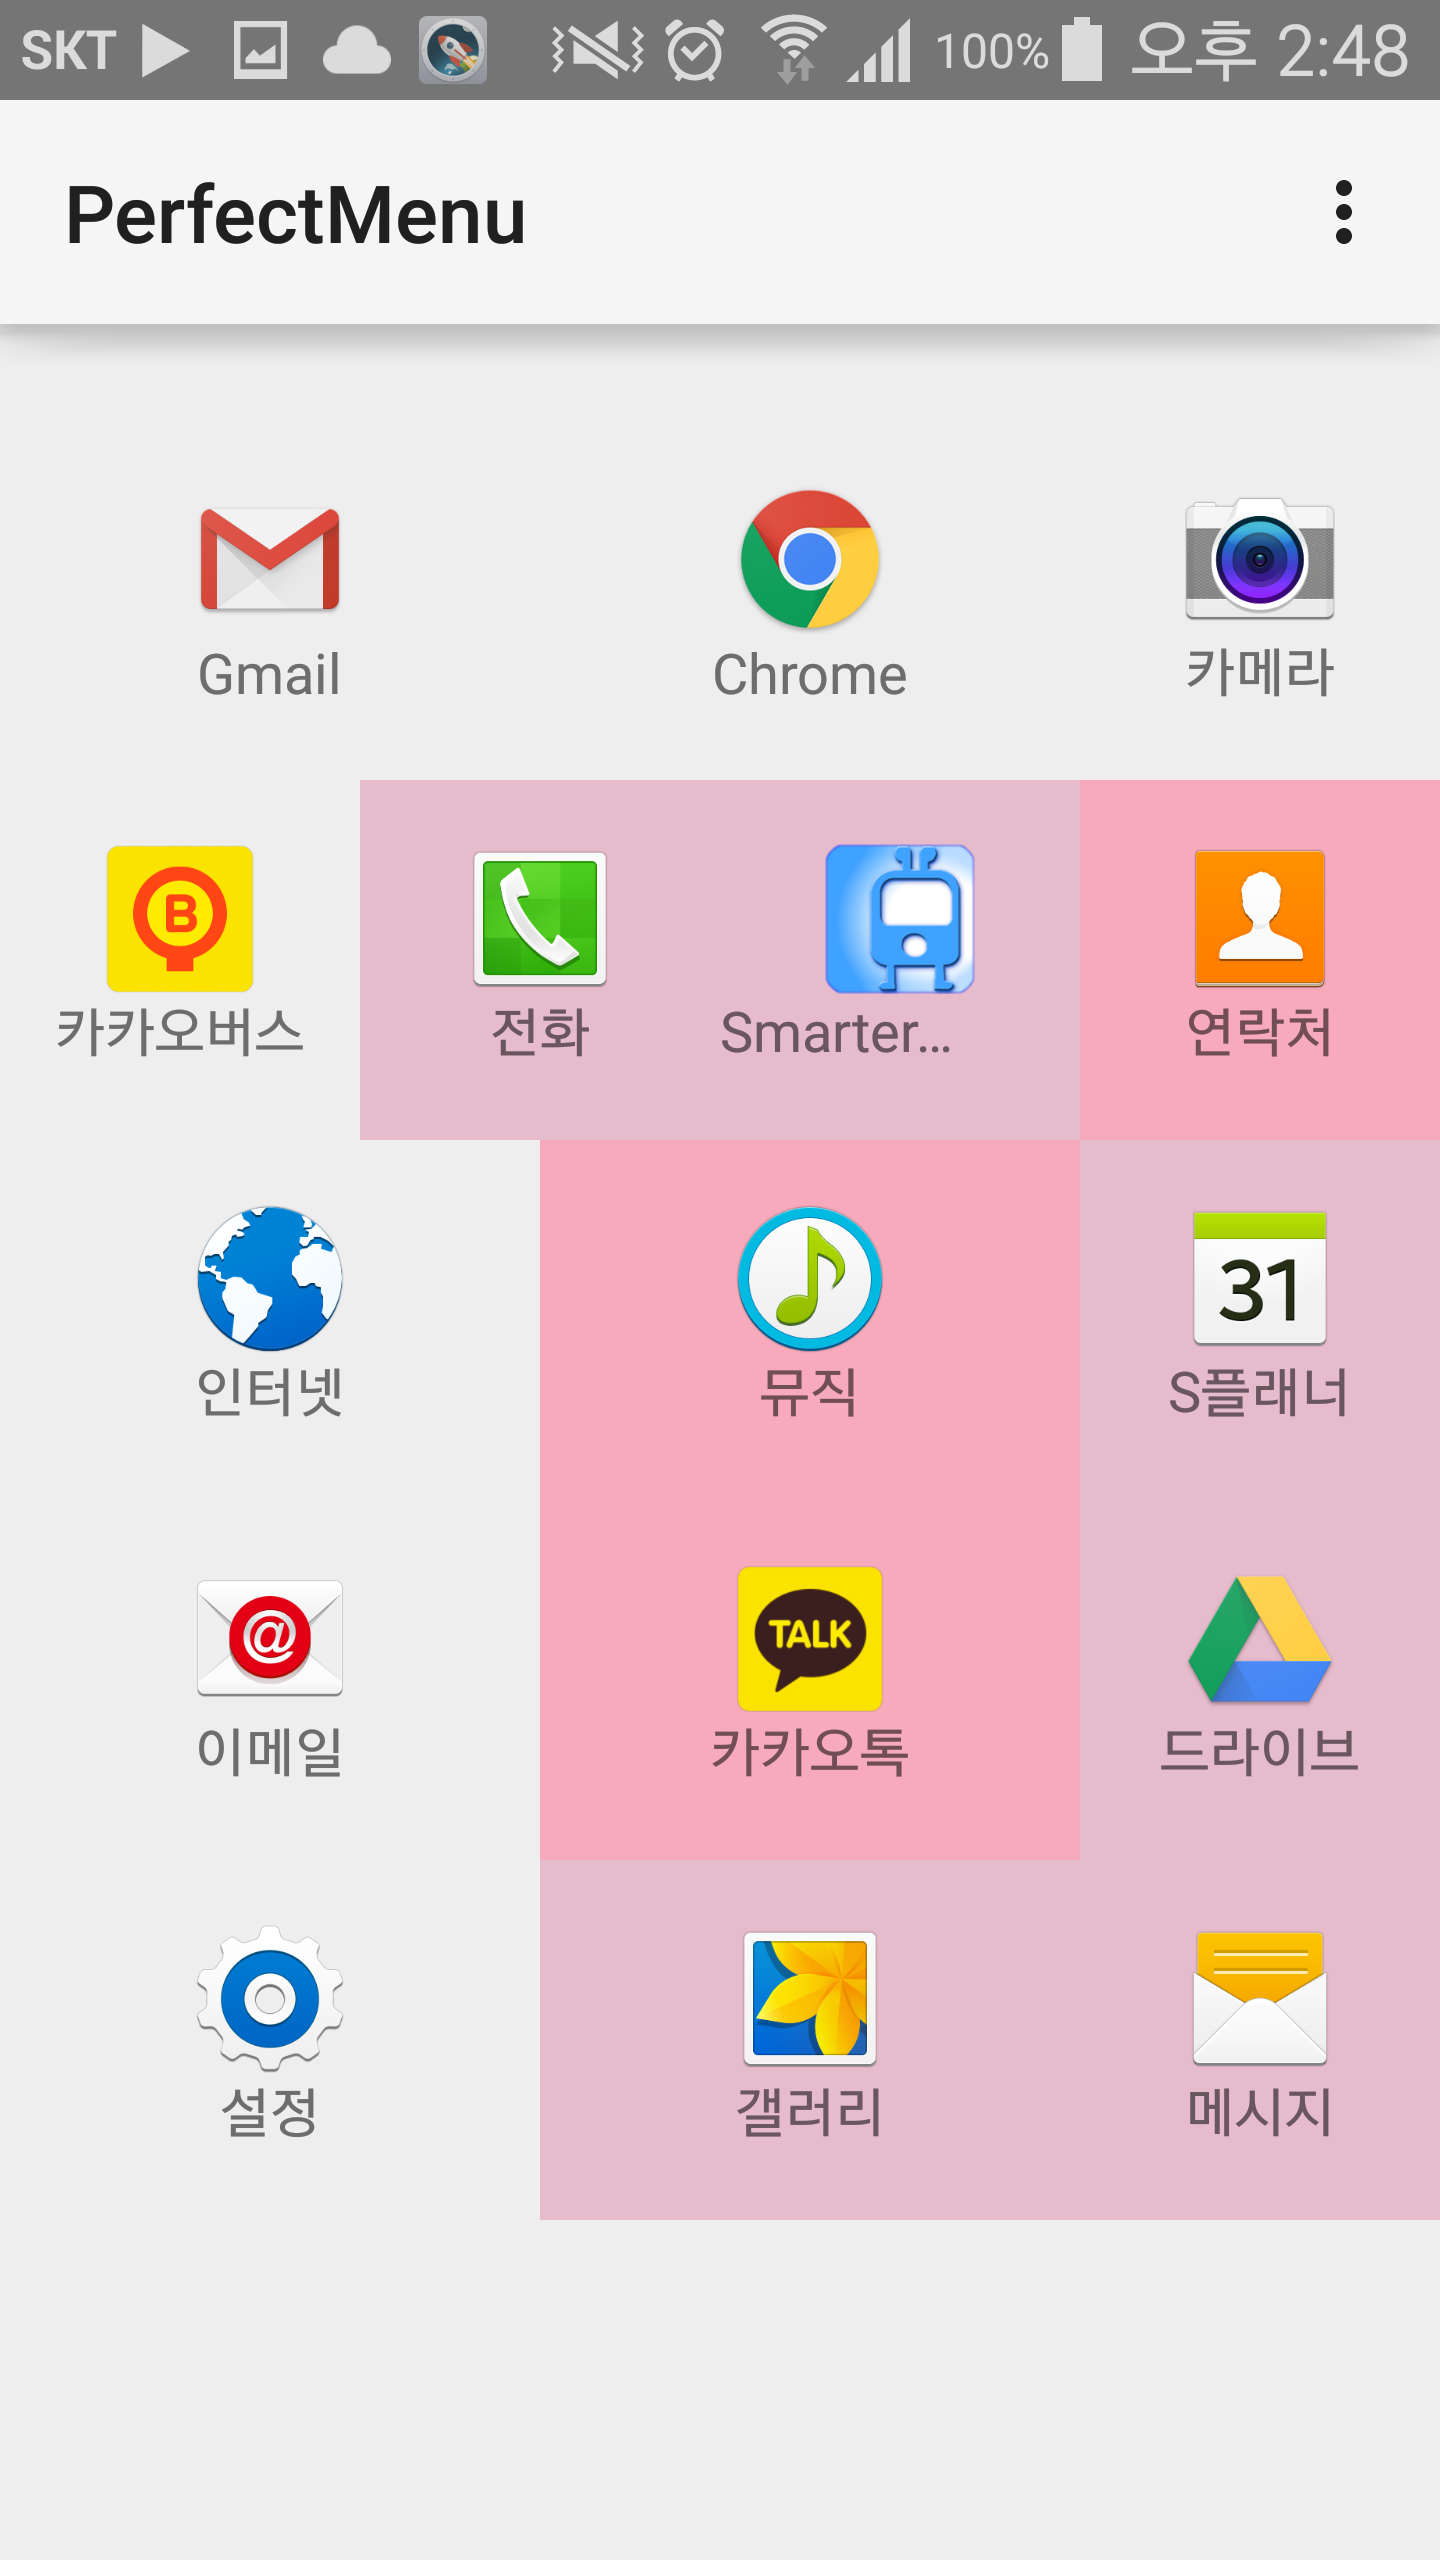 SKT 100% 오후 2:48
PerfectMenu
Gmail Chrome 카메라
B
카카오버스 전화 Smarter... 연락처
31
인터넷 뮤직 S플래너
@ TALK
이메일 카카오톡 드라이브
설정 갤러리 메시지